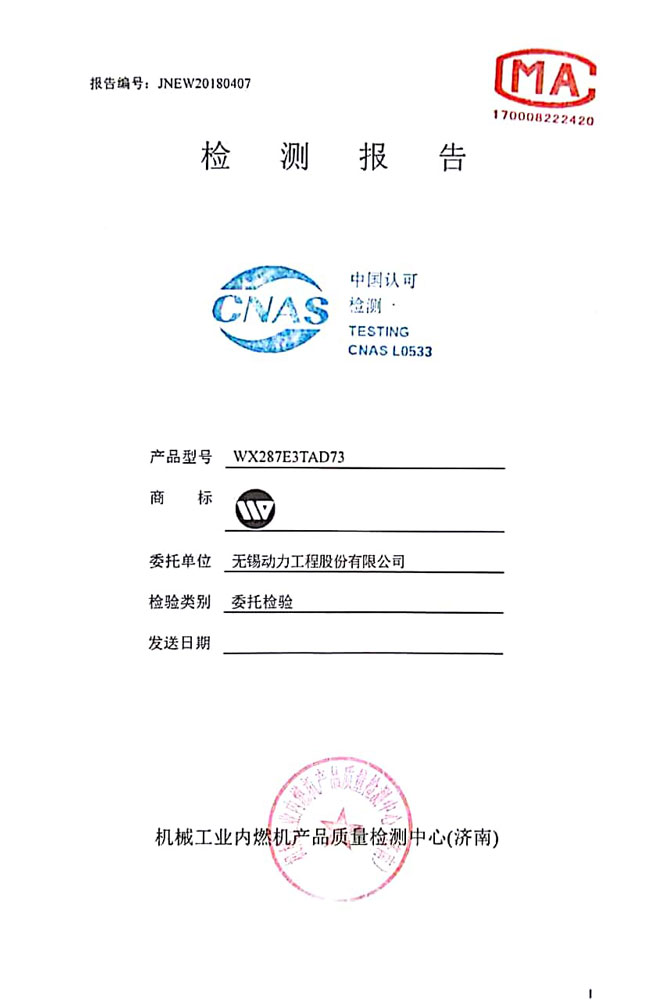 报告编号：JNEW20180407
MA
170008222420
检测报告
CNAS
中国认可
检测
TESTING
CNAS L0533
产品型号 WX287E3TAD73
商标
委托单位 无锡动力工程股份有限公司
检验类别 委托检验
发送日期
机械工业内燃机产品质量检测中心(济南)